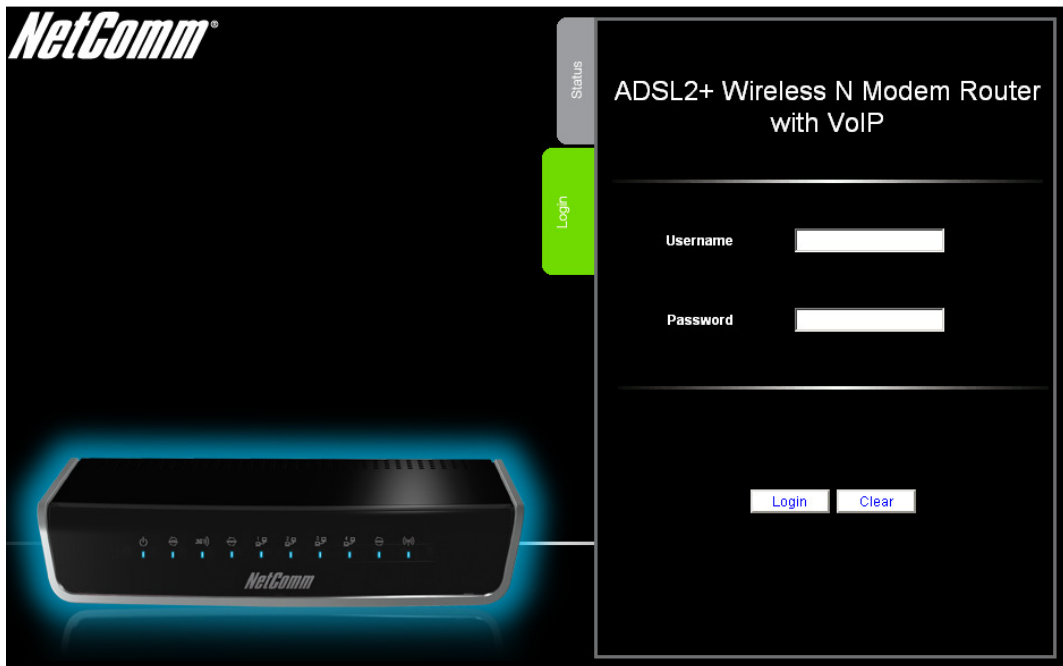 NetComm®
Status
Login
ADSL2+ Wireless N Modem Router
with VoIP
Username
Password
Login
Clear
NetComm